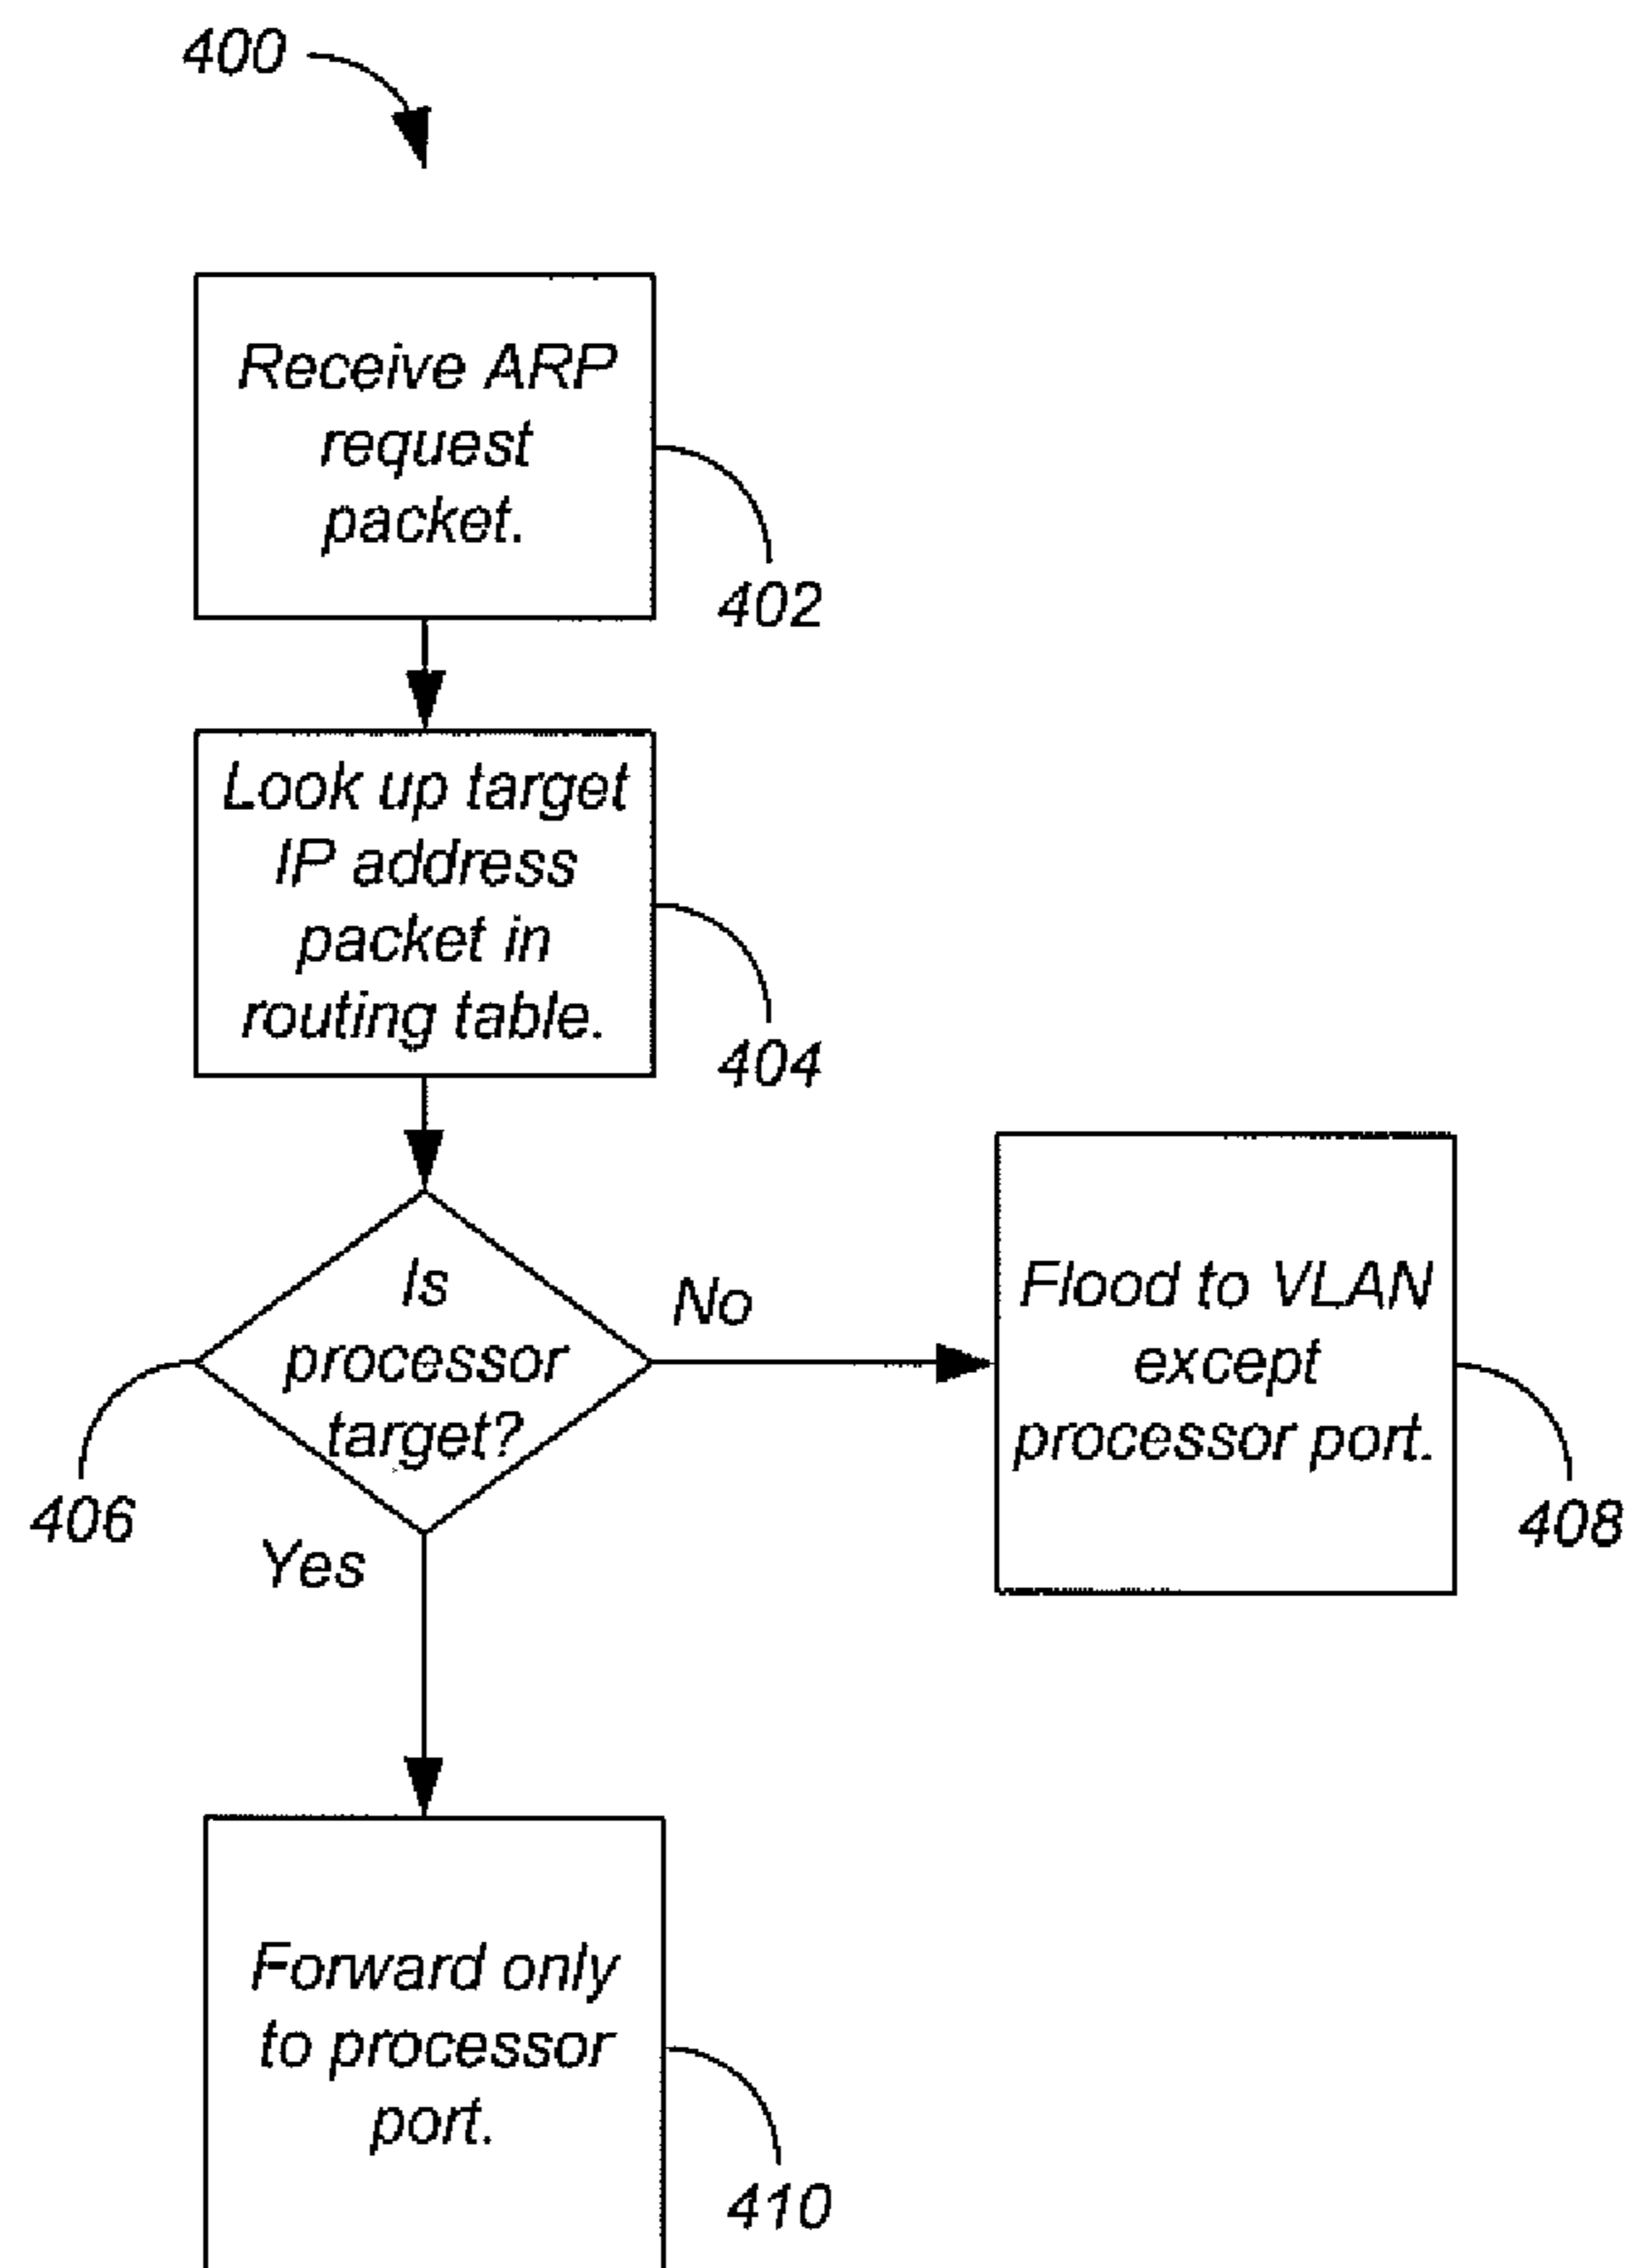 400
Receive ARP
request
packet.
402
Look up target
IP address
packet in
routing table.
404
Is
processor
target?
406
No
Flood to VLAN
except
processor port.
408
Yes
Forward only
to processor
port.
410